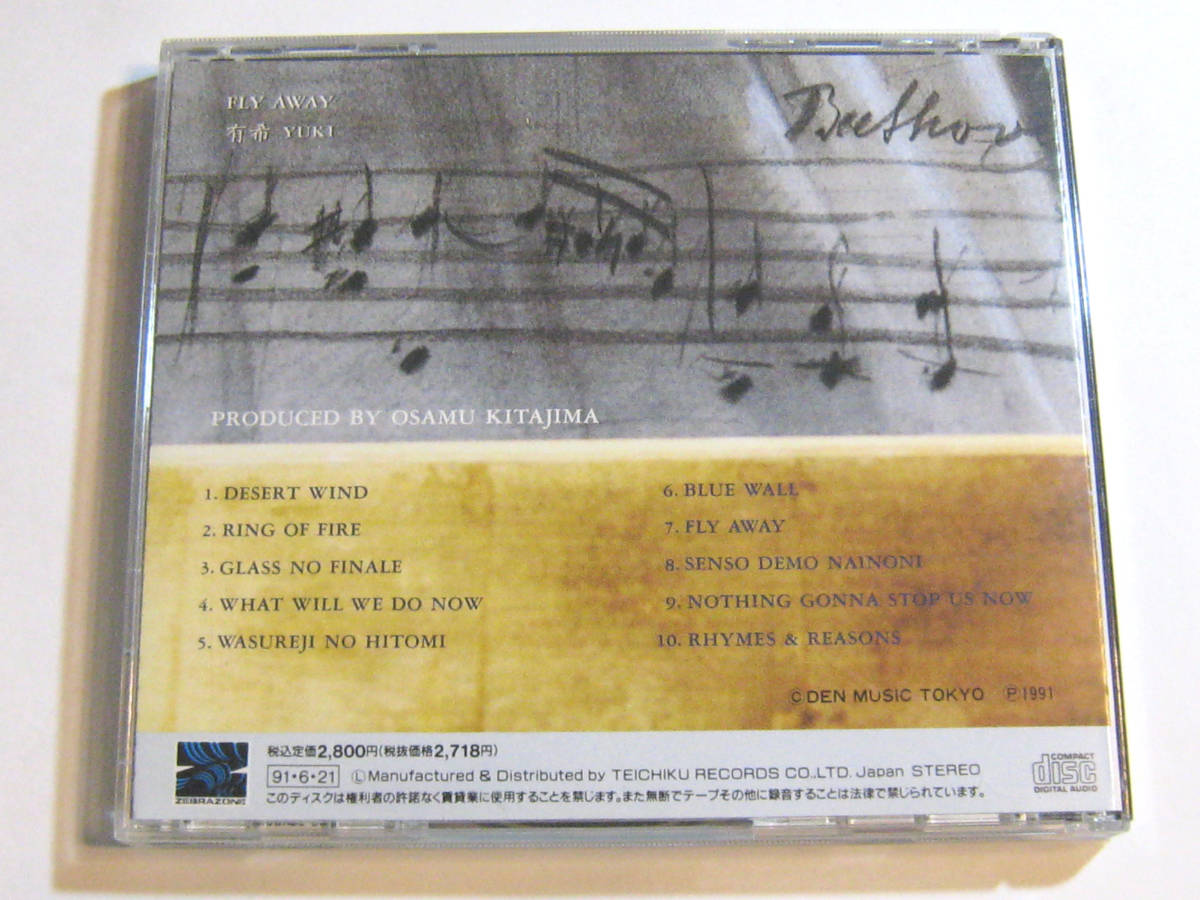 FLY AWAY
有希 YUKI
Beethov
PRODUCED BY OSAMU KITAJIMA
1. DESERT WIND
2. RING OF FIRE
3. GLASS NO FINALE
4. WHAT WILL WE DO NOW
5. WASUREJI NO HITOMI
6. BLUE WALL
7. FLY AWAY
8. SENSO DEMO NAINONI
9. NOTHING GONNA STOP US NOW
10. RHYMES & REASONS
©DEN MUSIC TOKYO ℗1991
ZEBRAZONE
税込定価2,800円(税抜価格2,718円)
91・6・21 ⓁManufactured & Distributed by TEICHIKU RECORDS CO.,LTD. Japan STEREO
このディスクは権利者の許諾なく賃貸業に使用することを禁じます。また無断でテープその他に録音することは法律で禁じられています。
COMPACT
disc
DIGITAL AUDIO